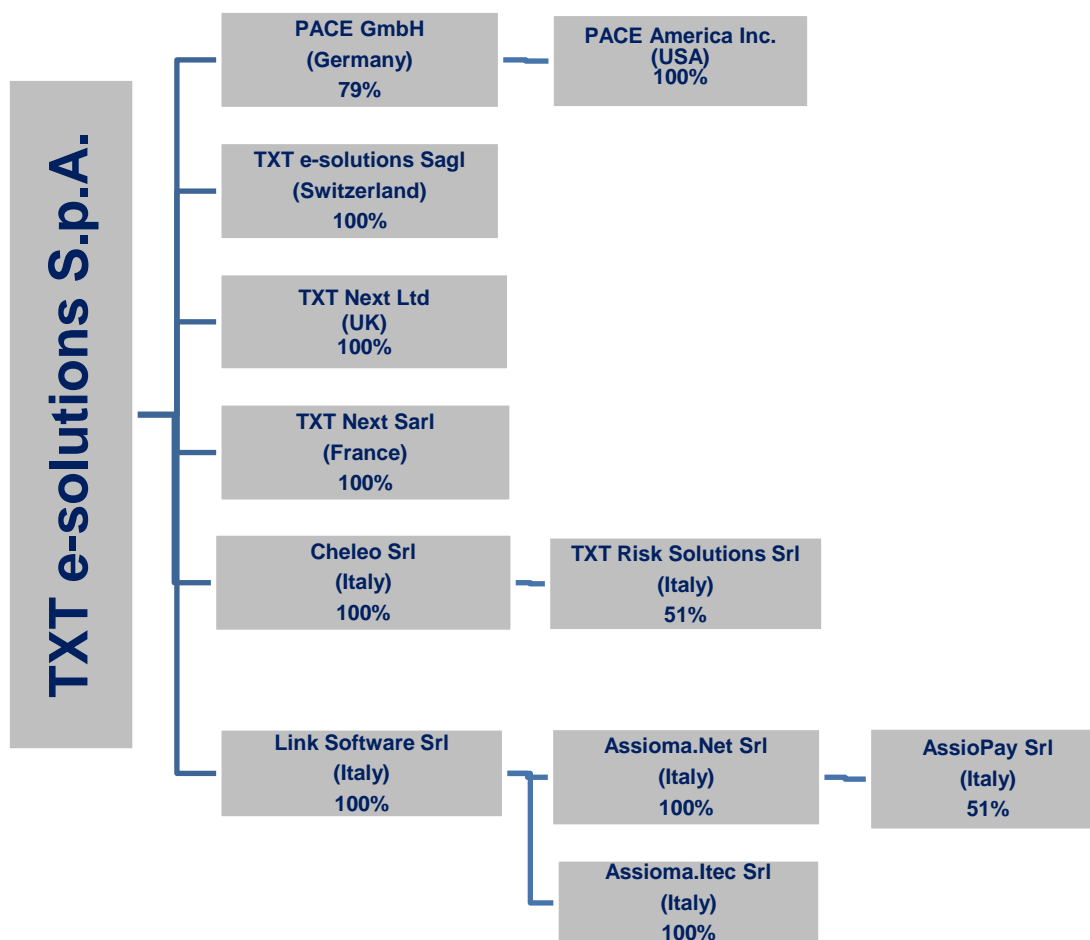 TXT e-solutions S.p.A.
PACE GmbH
(Germany)
79%
PACE America Inc.
(USA)
100%
TXT e-solutions Sagl
(Switzerland)
100%
TXT Next Ltd
(UK)
100%
TXT Next Sarl
(France)
100%
Cheleo Srl
(Italy)
100%
TXT Risk Solutions Srl
(Italy)
51%
Link Software Srl
(Italy)
100%
Assioma.Net Srl
(Italy)
100%
AssioPay Srl
(Italy)
51%
Assioma.Itec Srl
(Italy)
100%